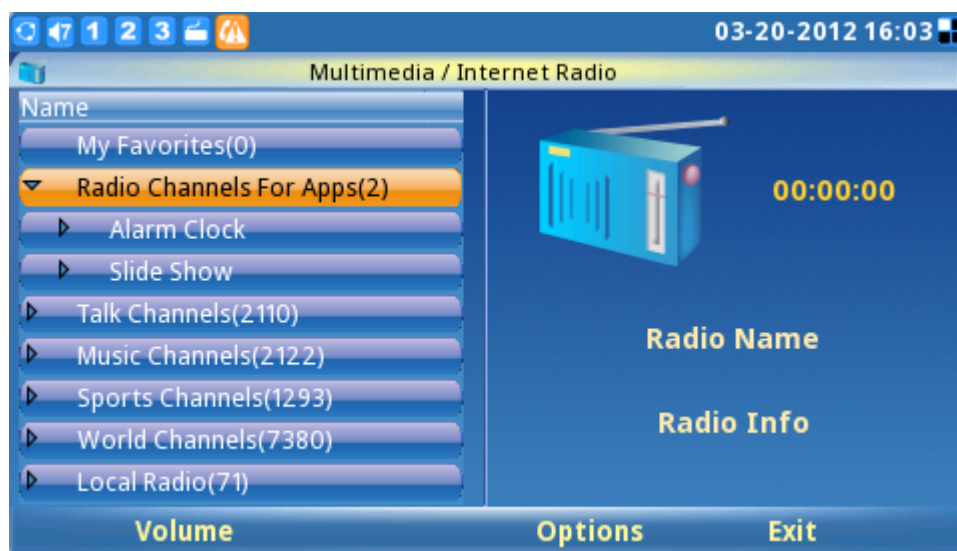 7 1 2 3 03-20-2012 16:03
Multimedia / Internet Radio
Name
My Favorites(0)
Radio Channels For Apps(2)
Alarm Clock
Slide Show
Talk Channels(2110)
Music Channels(2122)
Sports Channels(1293)
World Channels(7380)
Local Radio(71)
00:00:00
Radio Name
Radio Info
Volume Options Exit